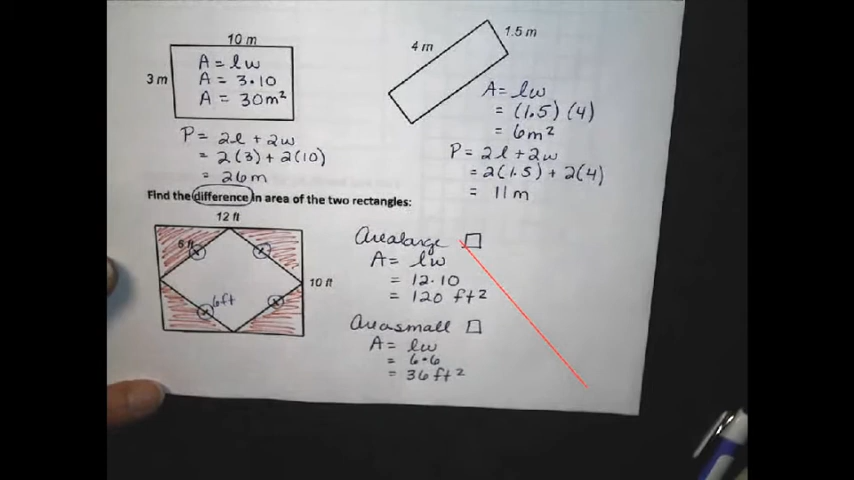 10 m
3 m
A = lw
A = 3·10
A = 30m²
P = 2l + 2w
= 2(3) + 2(10)
= 26m
4 m
1.5 m
A = lw
= (1.5)(4)
= 6m²
P = 2l + 2w
= 2(1.5) + 2(4)
= 11m
Find the difference in area of the two rectangles:
12 ft
6 ft
10 ft
6ft
Area large
A = lw
= 12·10
= 120 ft²
Area small
A = lw
= 6·6
= 36ft²